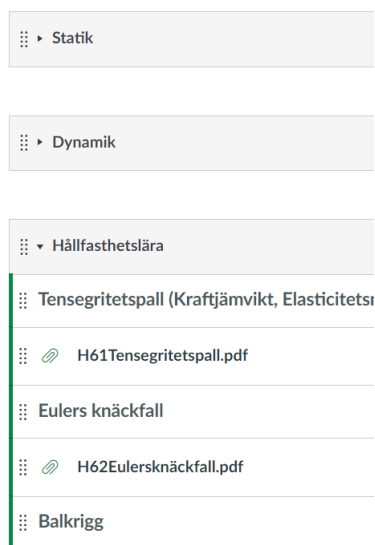 Statik
Dynamik
Hållfasthetslära
Tensegritetspall (Kraftjämvikt, Elasticitets
H61Tensegritetspall.pdf
Eulers knäckfall
H62Eulersknäckfall.pdf
Balkrigg